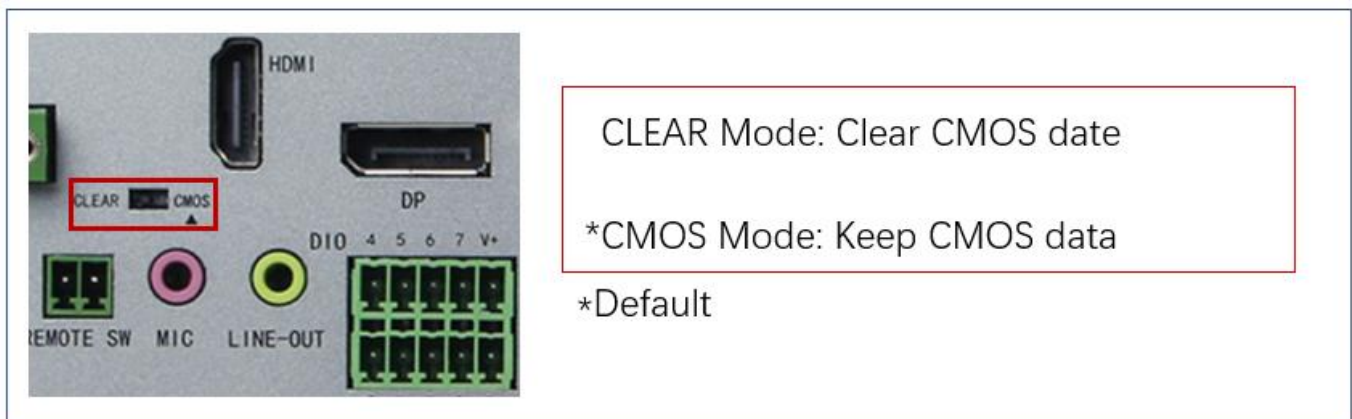 HDMI
CLEAR CMOS
DP
DIO 4 5 6 7 V+
REMOTE SW MIC LINE-OUT
CLEAR Mode: Clear CMOS date
*CMOS Mode: Keep CMOS data
*Default